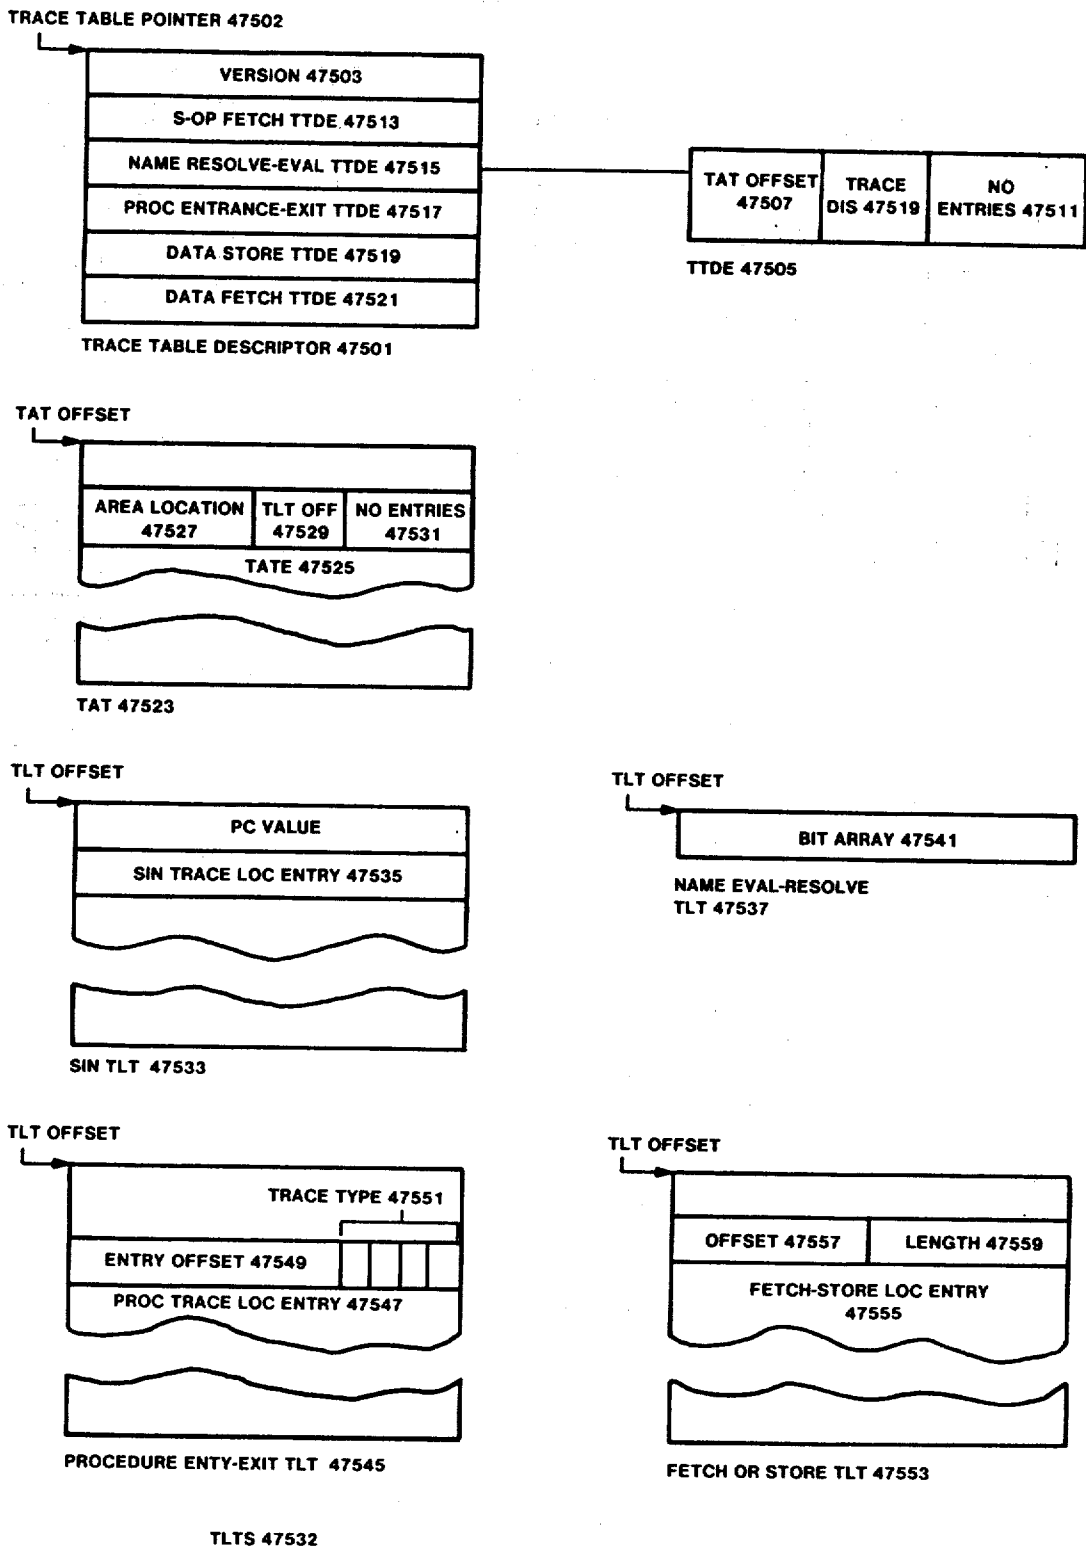 TRACE TABLE POINTER 47502
VERSION 47503
S-OP FETCH TTDE 47513
NAME RESOLVE-EVAL TTDE 47515
PROC ENTRANCE-EXIT TTDE 47517
DATA STORE TTDE 47519
DATA FETCH TTDE 47521
TRACE TABLE DESCRIPTOR 47501
TAT OFFSET
47507
TRACE
DIS 47519
NO
ENTRIES 47511
TTDE 47505
TAT OFFSET
AREA LOCATION
47527
TLT OFF
47529
NO ENTRIES
47531
TATE 47525
TAT 47523
TLT OFFSET
PC VALUE
SIN TRACE LOC ENTRY 47535
SIN TLT 47533
TLT OFFSET
BIT ARRAY 47541
NAME EVAL-RESOLVE
TLT 47537
TLT OFFSET
TRACE TYPE 47551
ENTRY OFFSET 47549
PROC TRACE LOC ENTRY 47547
PROCEDURE ENTY-EXIT TLT 47545
TLT OFFSET
OFFSET 47557
LENGTH 47559
FETCH-STORE LOC ENTRY
47555
FETCH OR STORE TLT 47553
TLTS 47532